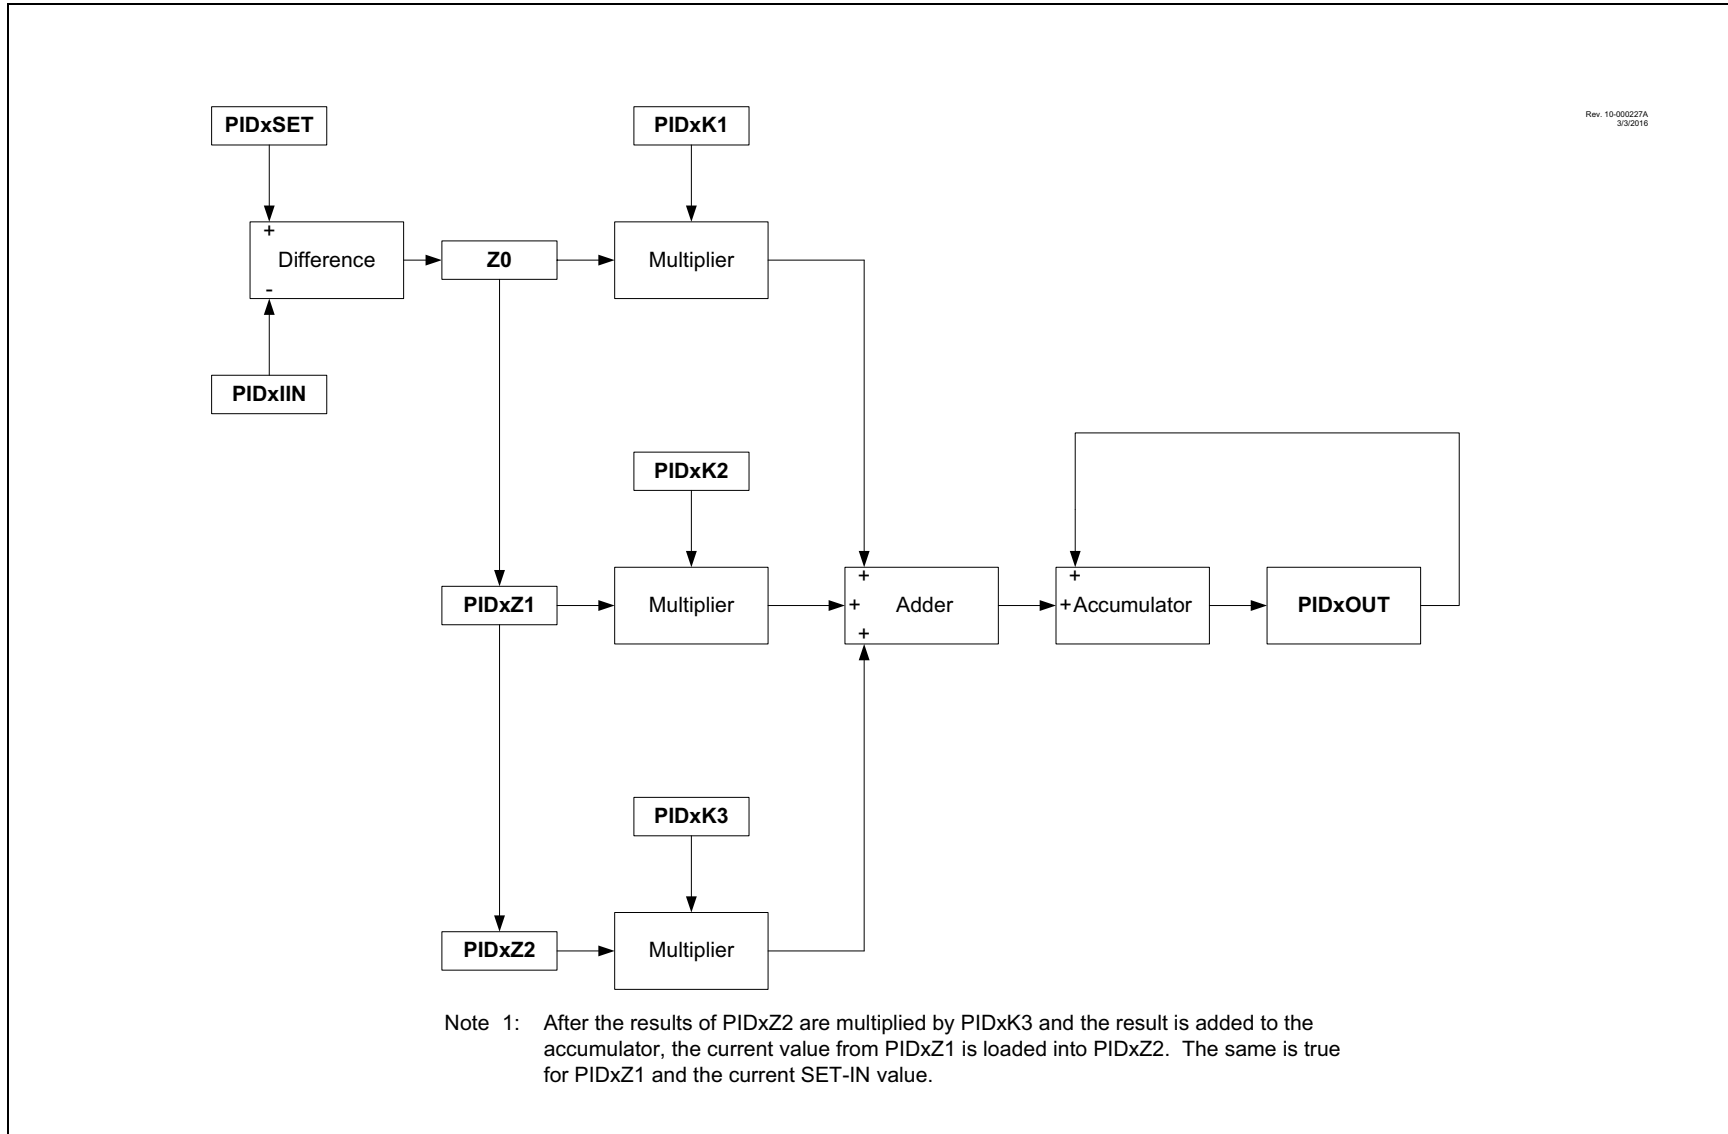 Rev. 10-000227A
3/3/2016
PIDxSET
PIDxK1
+
Difference
-
Z0
Multiplier
PIDxIIN
PIDxK2
PIDxZ1
Multiplier
+
+
+
Adder
+
+
Accumulator
PIDxOUT
PIDxK3
PIDxZ2
Multiplier
Note 1: After the results of PIDxZ2 are multiplied by PIDxK3 and the result is added to the
accumulator, the current value from PIDxZ1 is loaded into PIDxZ2. The same is true
for PIDxZ1 and the current SET-IN value.